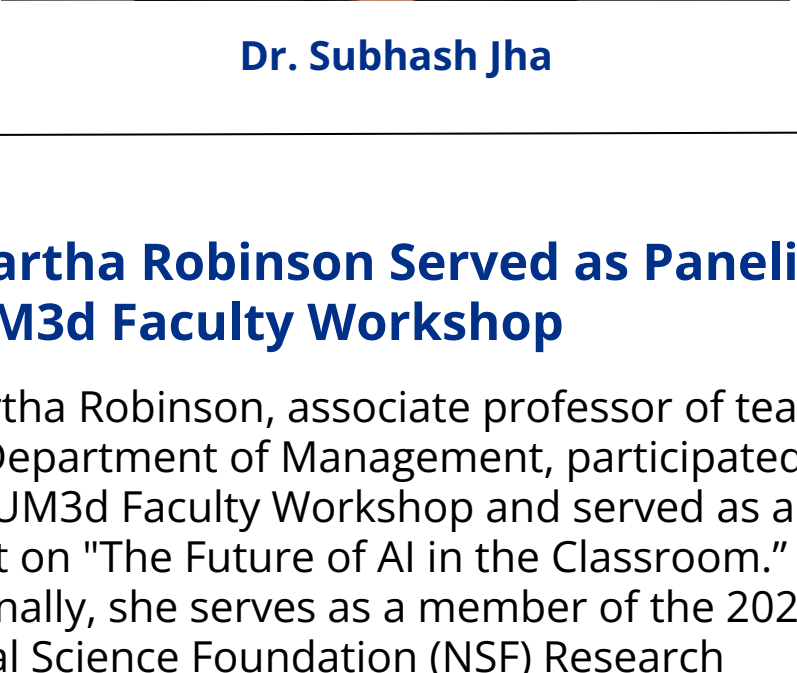 Dr. Subhash Jha
artha Robinson Served as Paneli
M3d Faculty Workshop
tha Robinson, associate professor of tea
Department of Management, participated
UM3d Faculty Workshop and served as a
t on "The Future of AI in the Classroom.”
nally, she serves as a member of the 202
al Science Foundation (NSF) Research